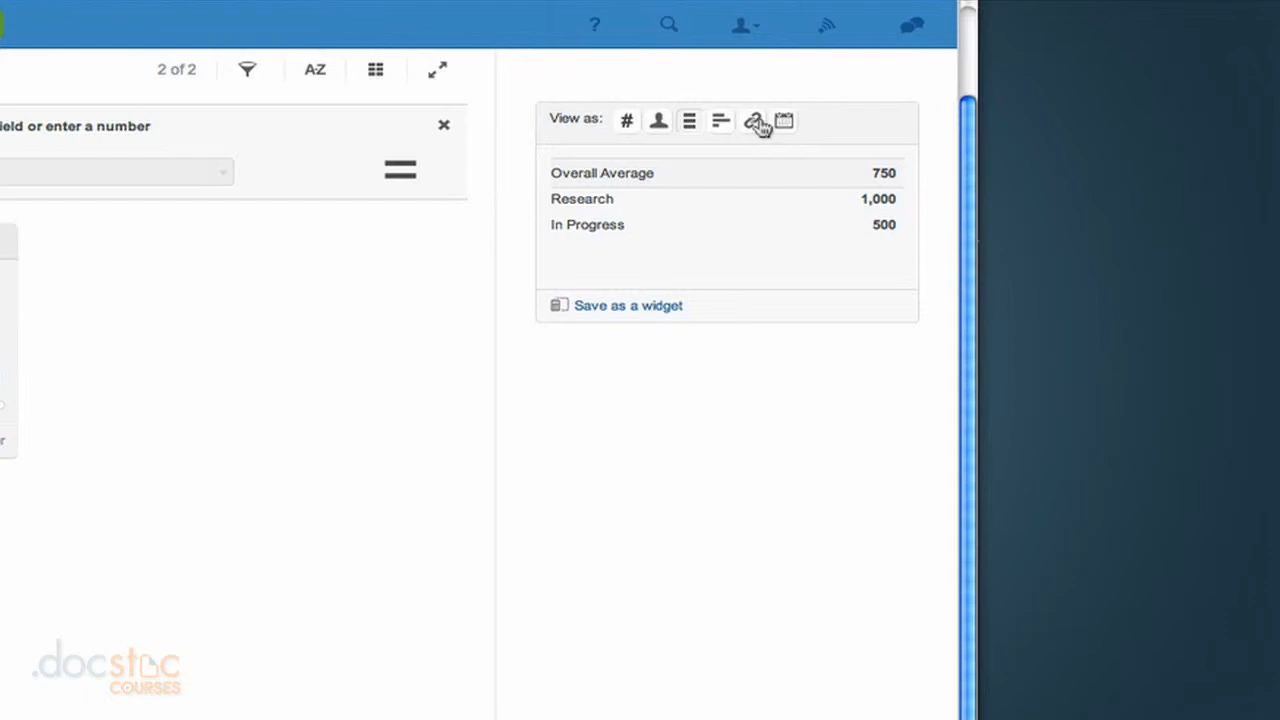 ?
2 of 2
A-Z
ield or enter a number
View as:
#
Overall Average 750
Research 1,000
In Progress 500
Save as a widget
r
.docstoc
COURSES